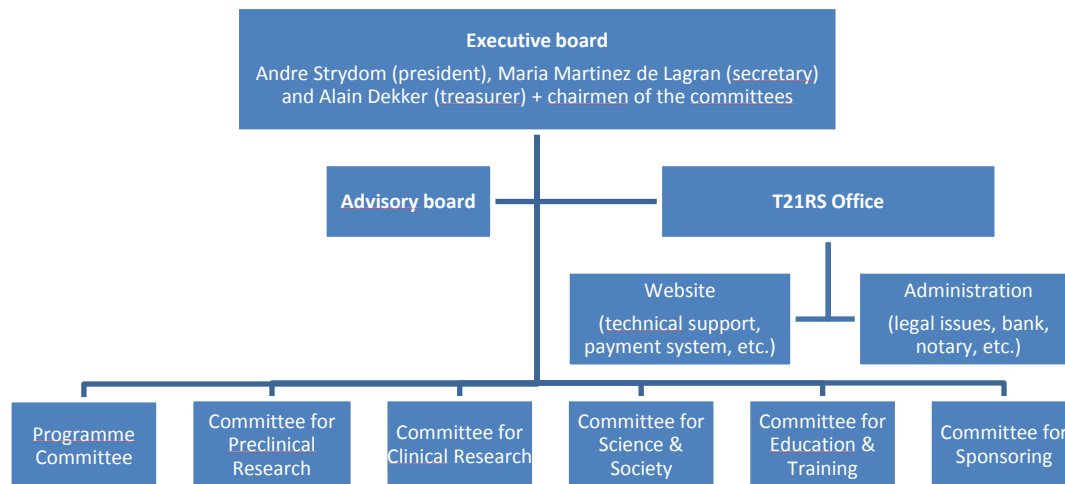 Executive board
Andre Strydom (president), Maria Martinez de Lagran (secretary)
and Alain Dekker (treasurer) + chairmen of the committees
Advisory board
T21RS Office
Website
(technical support,
payment system, etc.)
Administration
(legal issues, bank,
notary, etc.)
Programme
Committee
Committee for
Preclinical
Research
Committee for
Clinical Research
Committee for
Science &
Society
Committee for
Education &
Training
Committee for
Sponsoring